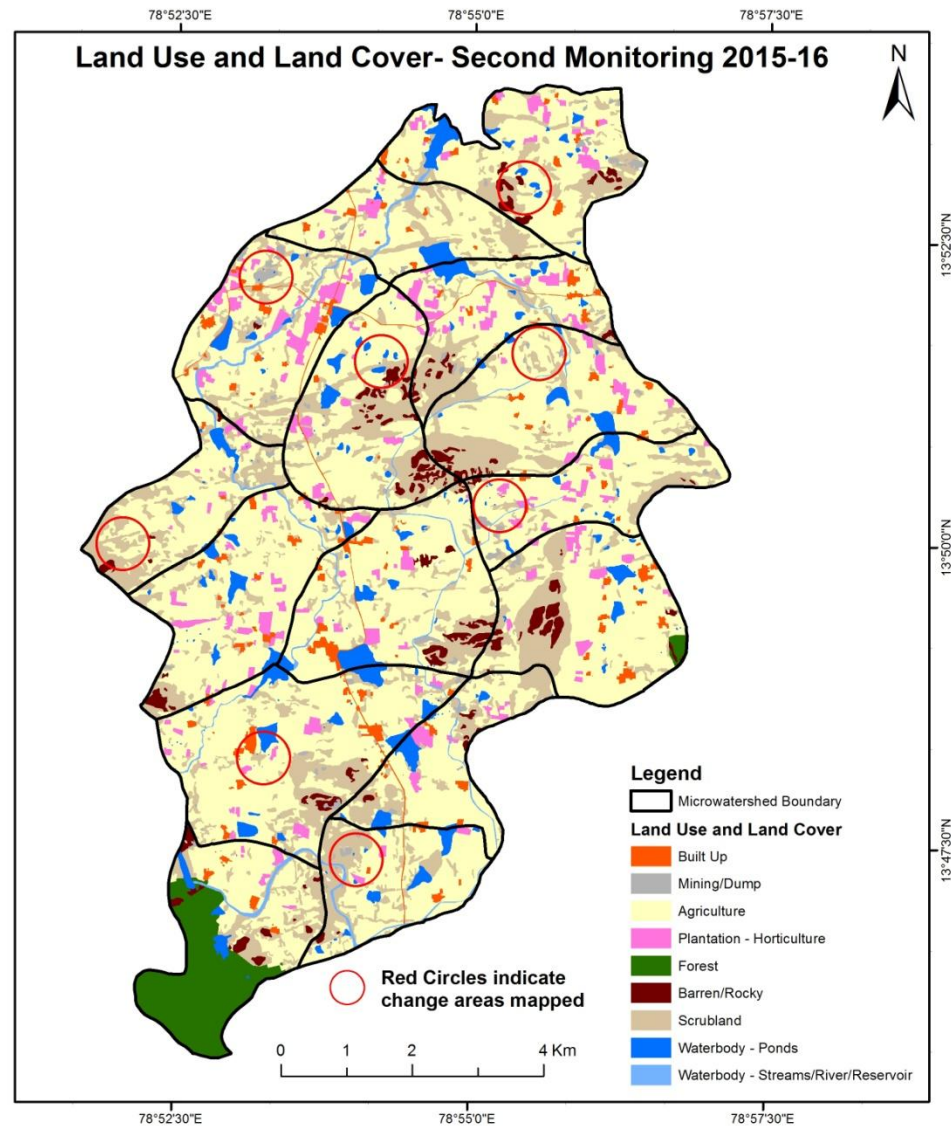 78°52'30"E 78°55'0"E 78°57'30"E
Land Use and Land Cover- Second Monitoring 2015-16
N
13°52'30"N
13°50'0"N
13°47'30"N
Legend
Microwatershed Boundary
Land Use and Land Cover
Built Up
Mining/Dump
Agriculture
Plantation - Horticulture
Forest
Barren/Rocky
Scrubland
Waterbody - Ponds
Waterbody - Streams/River/Reservoir
Red Circles indicate
change areas mapped
0 1 2 4 Km
78°52'30"E 78°55'0"E 78°57'30"E